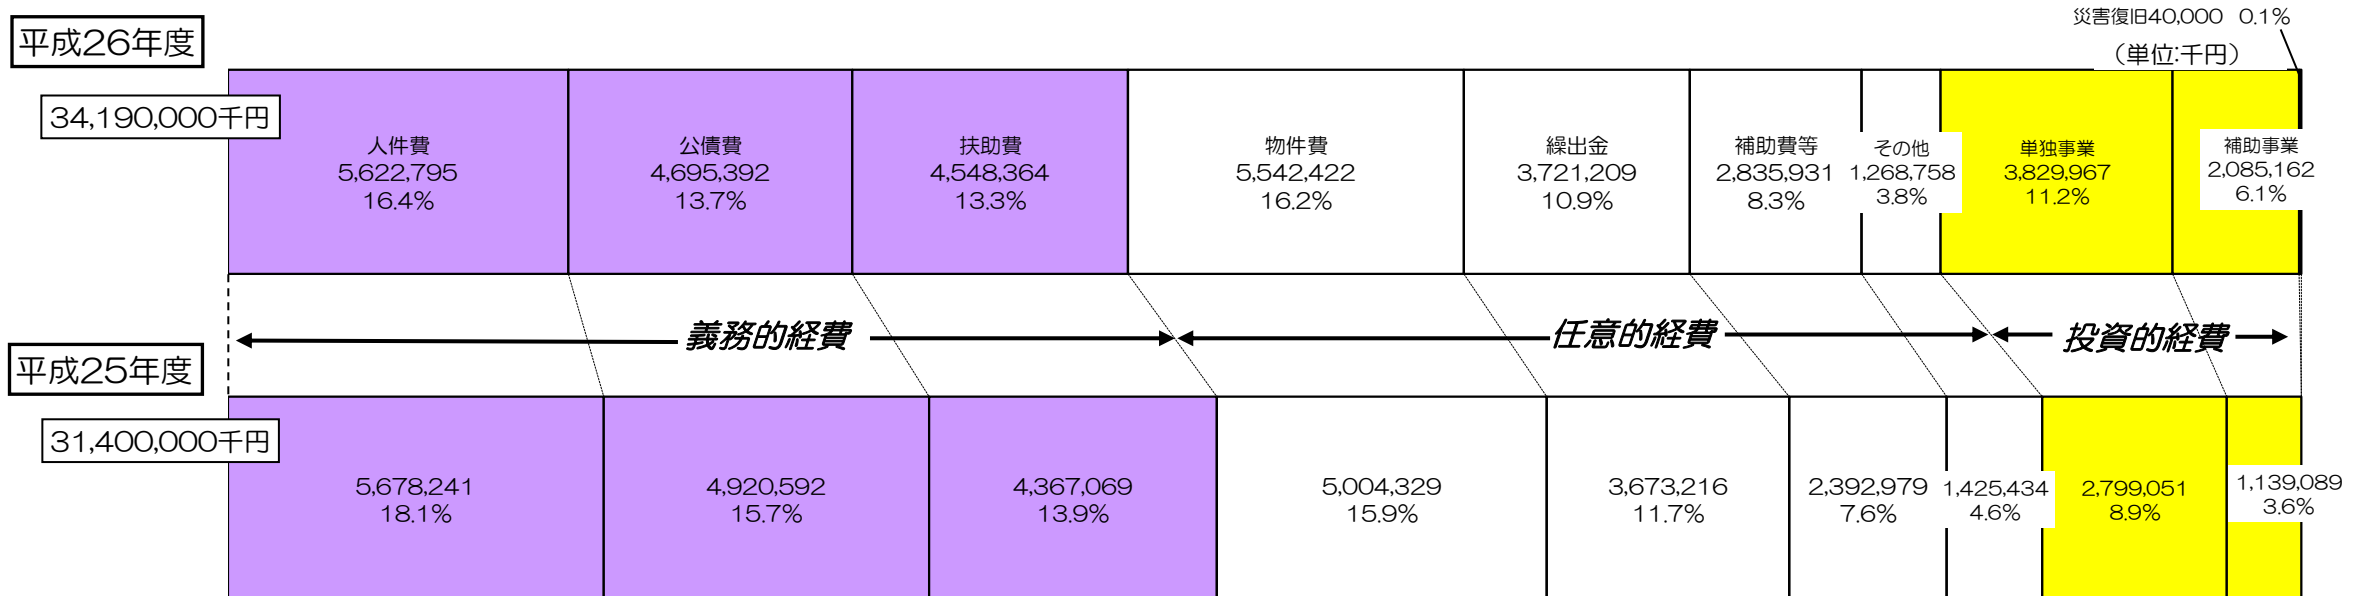 災害復旧40,000 0.1%
平成26年度
（単位:千円）
34,190,000千円
人件費
5,622,795
16.4%
公債費
4,695,392
13.7%
扶助費
4,548,364
13.3%
物件費
5,542,422
16.2%
繰出金
3,721,209
10.9%
補助費等
2,835,931
8.3%
その他
1,268,758
3.8%
単独事業
3,829,967
11.2%
補助事業
2,085,162
6.1%
義務的経費
任意的経費
投資的経費
平成25年度
31,400,000千円
5,678,241
18.1%
4,920,592
15.7%
4,367,069
13.9%
5,004,329
15.9%
3,673,216
11.7%
2,392,979
7.6%
1,425,434
4.6%
2,799,051
8.9%
1,139,089
3.6%